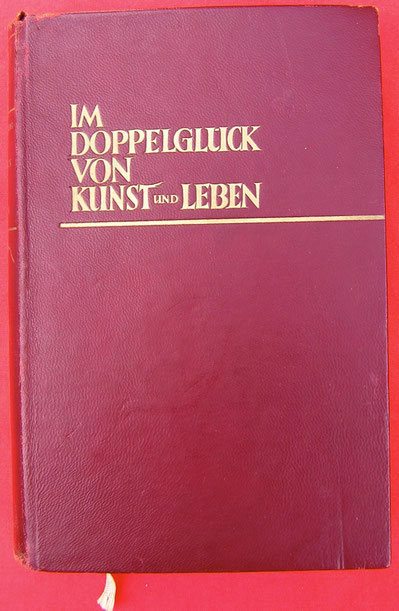 IM
DOPPELGLÜCK
VON
KUNST UND LEBEN